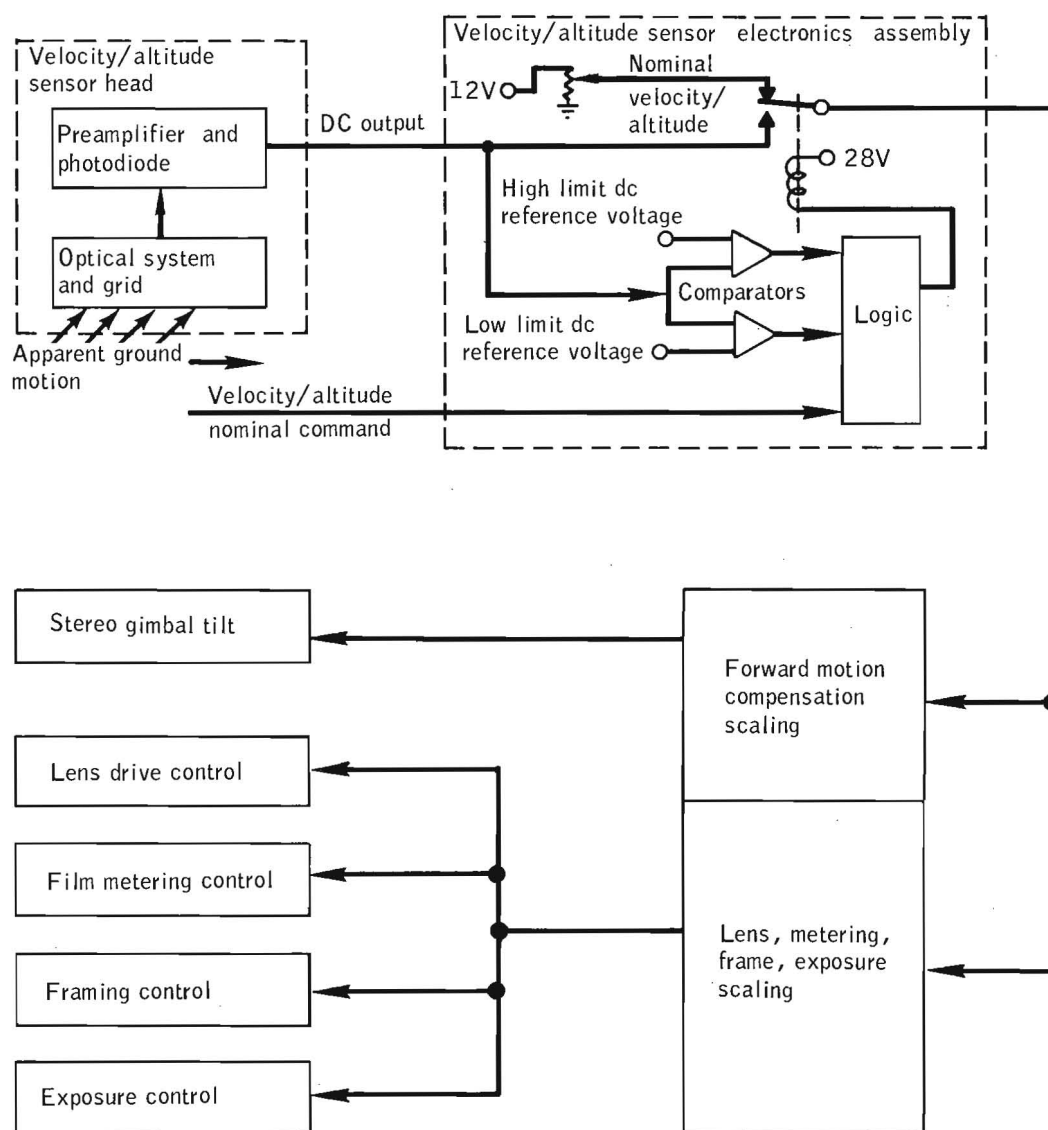 Velocity/altitude sensor electronics assembly
Velocity/altitude
sensor head
Preamplifier and
photodiode
DC output
Optical system
and grid
Apparent ground
motion
12V
Nominal
velocity/
altitude
28V
High limit dc
reference voltage
Comparators
Low limit dc
reference voltage
Logic
Velocity/altitude
nominal command
Stereo gimbal tilt
Forward motion
compensation
scaling
Lens drive control
Film metering control
Framing control
Exposure control
Lens, metering,
frame, exposure
scaling